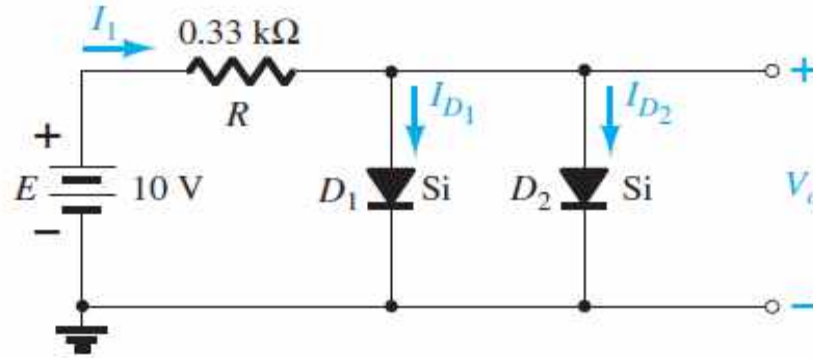 I1 0.33 kΩ
R
ID1 ID2
+
+
E 10 V D1 Si D2 Si
−
−